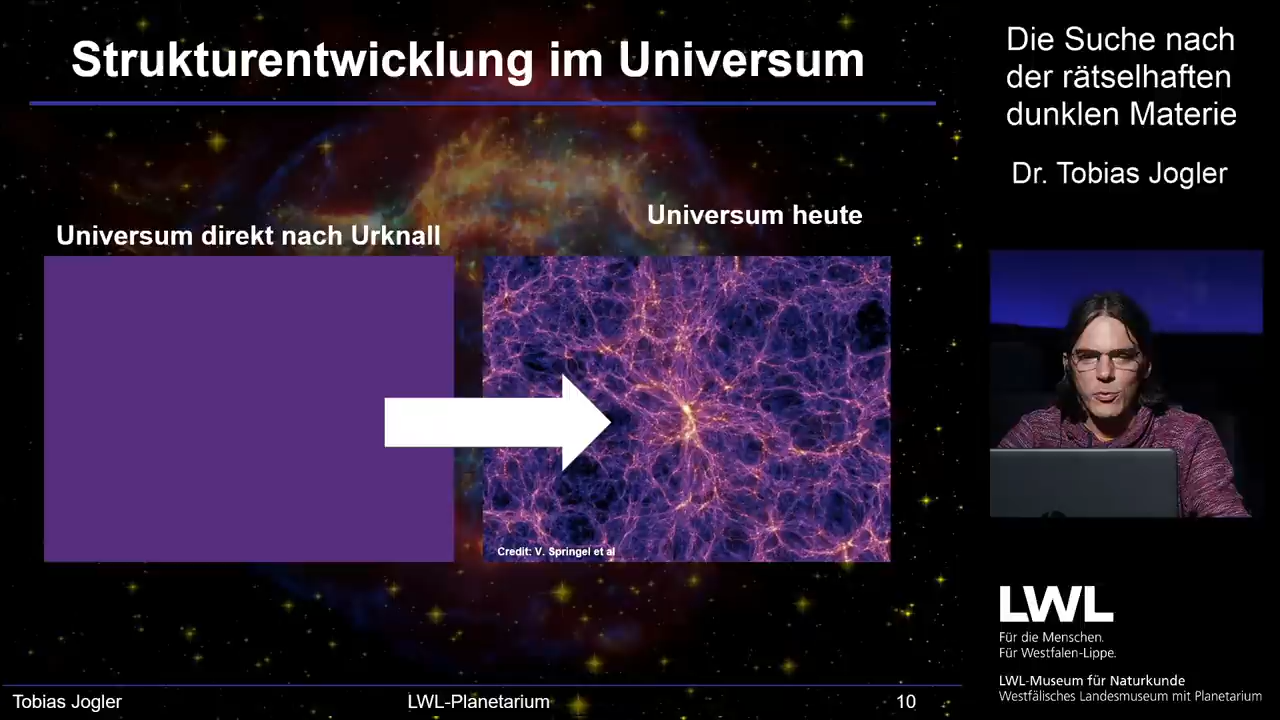 Strukturentwicklung im Universum
Universum direkt nach Urknall
Universum heute
Credit: V. Springel et al
Tobias Jogler
LWL-Planetarium
10
Die Suche nach
der rätselhaften
dunklen Materie
Dr. Tobias Jogler
LWL
Für die Menschen.
Für Westfalen-Lippe.
LWL-Museum für Naturkunde
Westfälisches Landesmuseum mit Planetarium